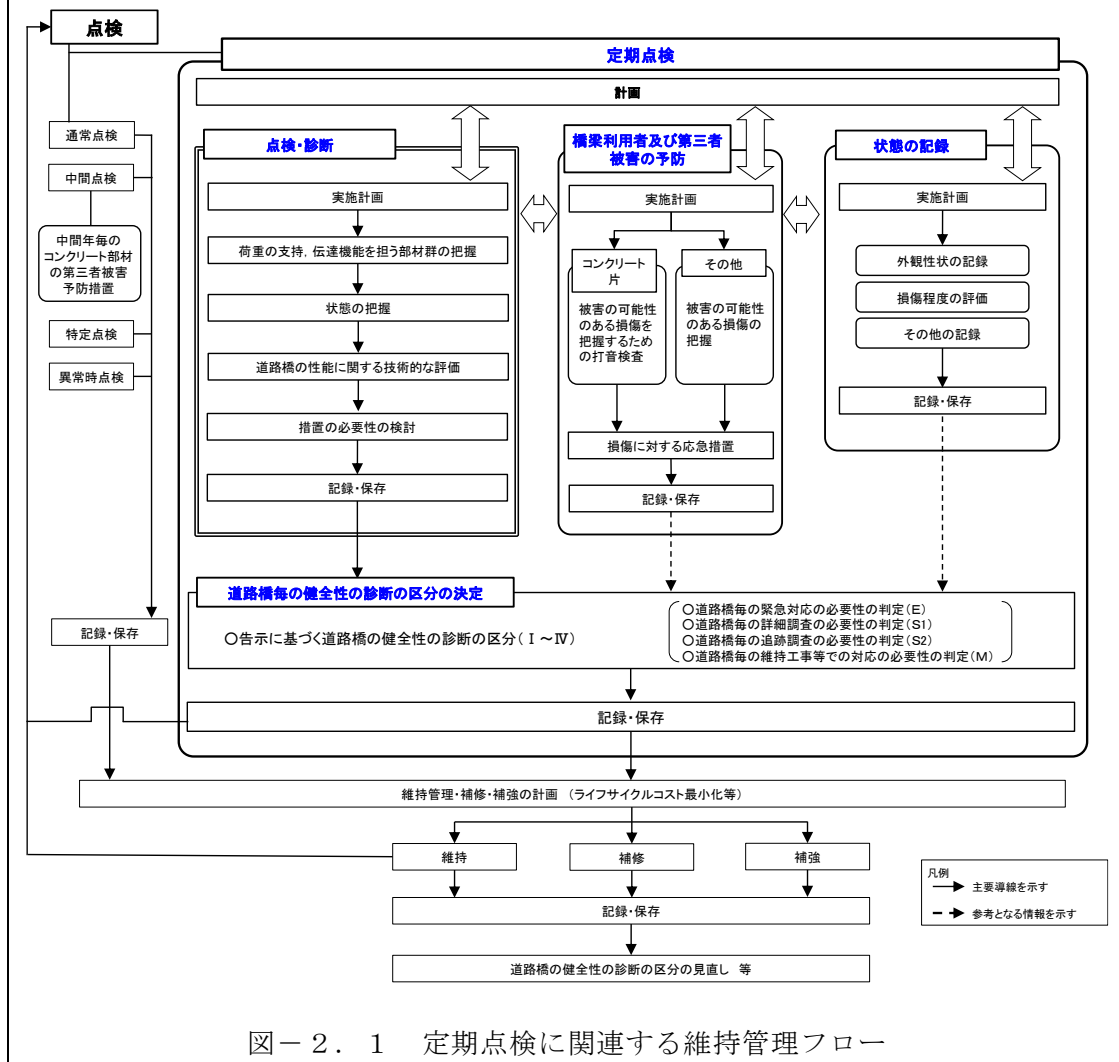 点検
定期点検
計画
通常点検
中間点検
中間年毎の
コンクリート部材
の第三者被害
予防措置
特定点検
異常時点検
記録・保存
点検・診断
実施計画
荷重の支持，伝達機能を担う部材群の把握
状態の把握
道路橋の性能に関する技術的な評価
措置の必要性の検討
記録・保存
橋梁利用者及び第三者
被害の予防
実施計画
コンクリート
片
被害の可能性
のある損傷を
把握するため
の打音検査
その他
被害の可能性
のある損傷の
把握
損傷に対する応急措置
記録・保存
状態の記録
実施計画
外観性状の記録
損傷程度の評価
その他の記録
記録・保存
道路橋毎の健全性の診断の区分の決定
〇告示に基づく道路橋の健全性の診断の区分（Ⅰ～Ⅳ）
〇道路橋毎の緊急対応の必要性の判定（E）
〇道路橋毎の詳細調査の必要性の判定（S1）
〇道路橋毎の追跡調査の必要性の判定（S2）
〇道路橋毎の維持工事等での対応の必要性の判定（M）
記録・保存
維持管理・補修・補強の計画 （ライフサイクルコスト最小化等）
維持
補修
補強
記録・保存
道路橋の健全性の診断の区分の見直し 等
凡例
主要導線を示す
参考となる情報を示す
図－２．１ 定期点検に関連する維持管理フロー